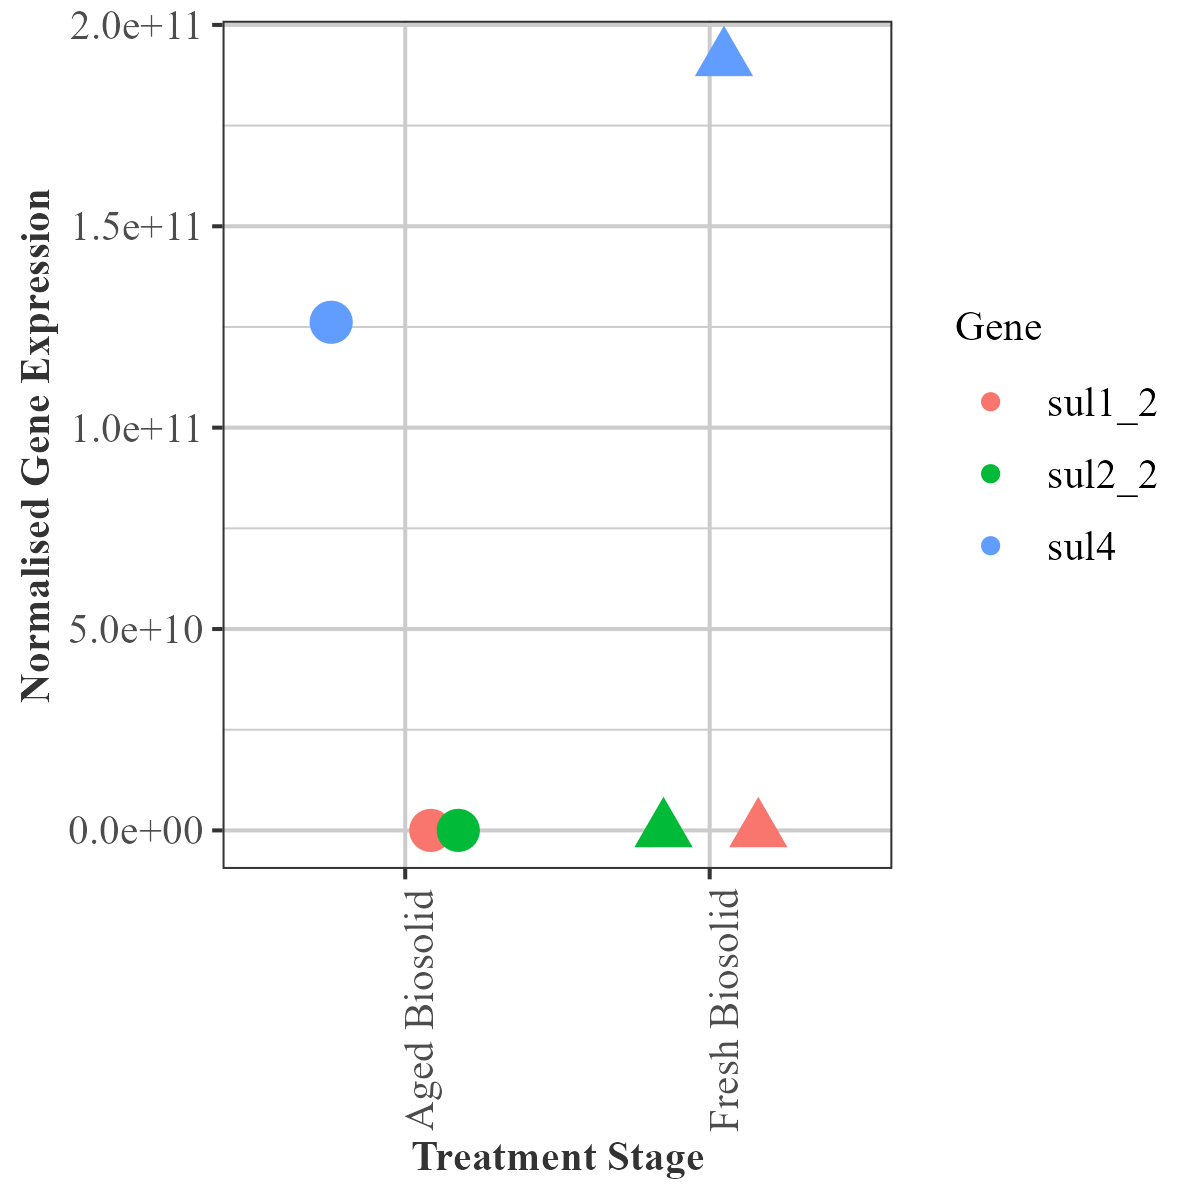 Normalised Gene Expression
2.0e+11
1.5e+11
1.0e+11
5.0e+10
0.0e+00
Aged Biosolid
Fresh Biosolid
Treatment Stage
Gene
sul1_2
sul2_2
sul4